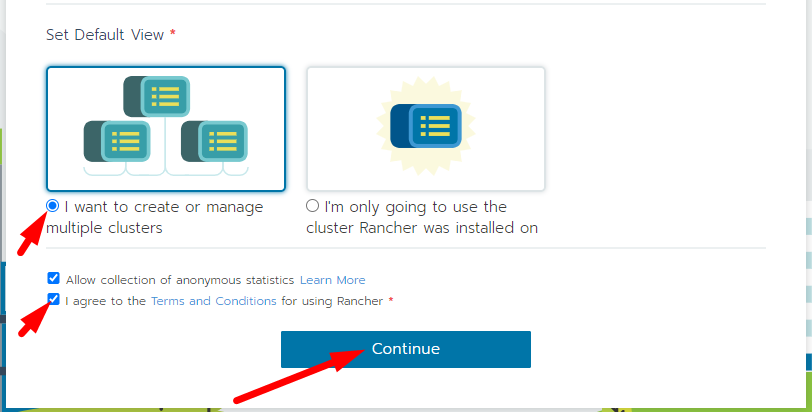 Set Default View *
I want to create or manage
multiple clusters
I'm only going to use the
cluster Rancher was installed on
Allow collection of anonymous statistics Learn More
I agree to the Terms and Conditions for using Rancher *
Continue